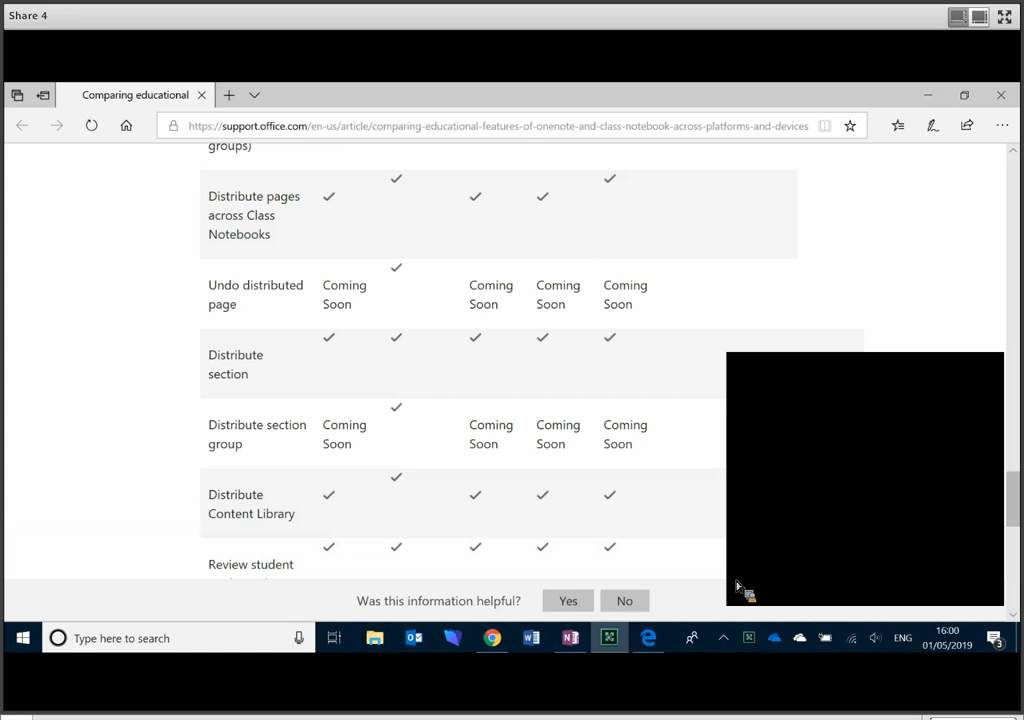 Share 4
Comparing educational
https://support.office.com/en-us/article/comparing-educational-features-of-onenote-and-class-notebook-across-platforms-and-devices
groups)
Distribute pages
across Class
Notebooks
Undo distributed
page
Coming
Soon
Coming
Soon
Coming
Soon
Coming
Soon
Distribute
section
Distribute section
group
Coming
Soon
Coming
Soon
Coming
Soon
Coming
Soon
Distribute
Content Library
Review student
Was this information helpful?
Yes
No
Type here to search
ENG
16:00
01/05/2019
3